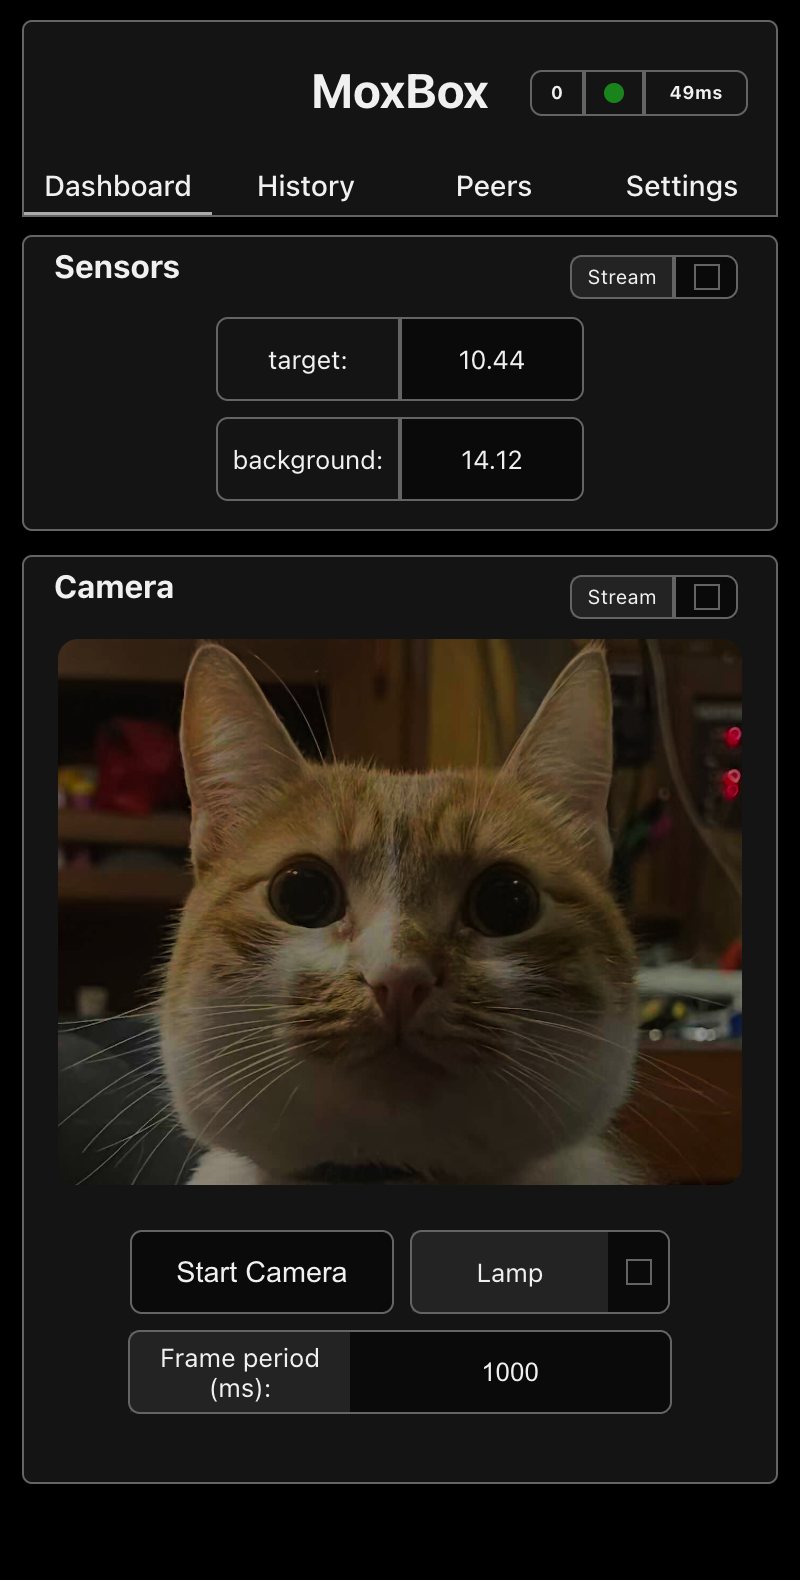 MoxBox
0
49ms
Dashboard
History
Peers
Settings
Sensors
Stream
target:
10.44
background:
14.12
Camera
Stream
Start Camera
Lamp
Frame period
(ms):
1000